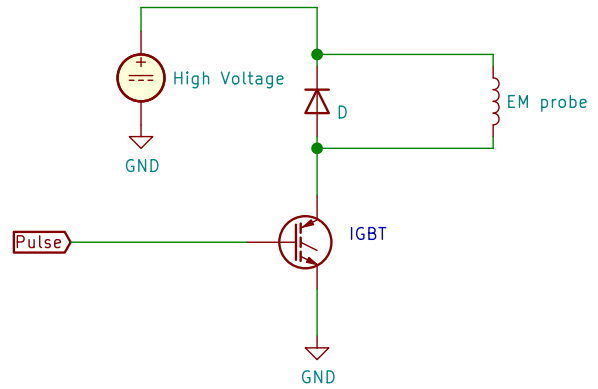 High Voltage
D
EM probe
GND
Pulse
IGBT
GND